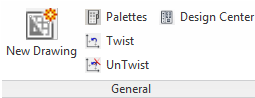 New Drawing
Palettes
Design Center
Twist
UnTwist
General